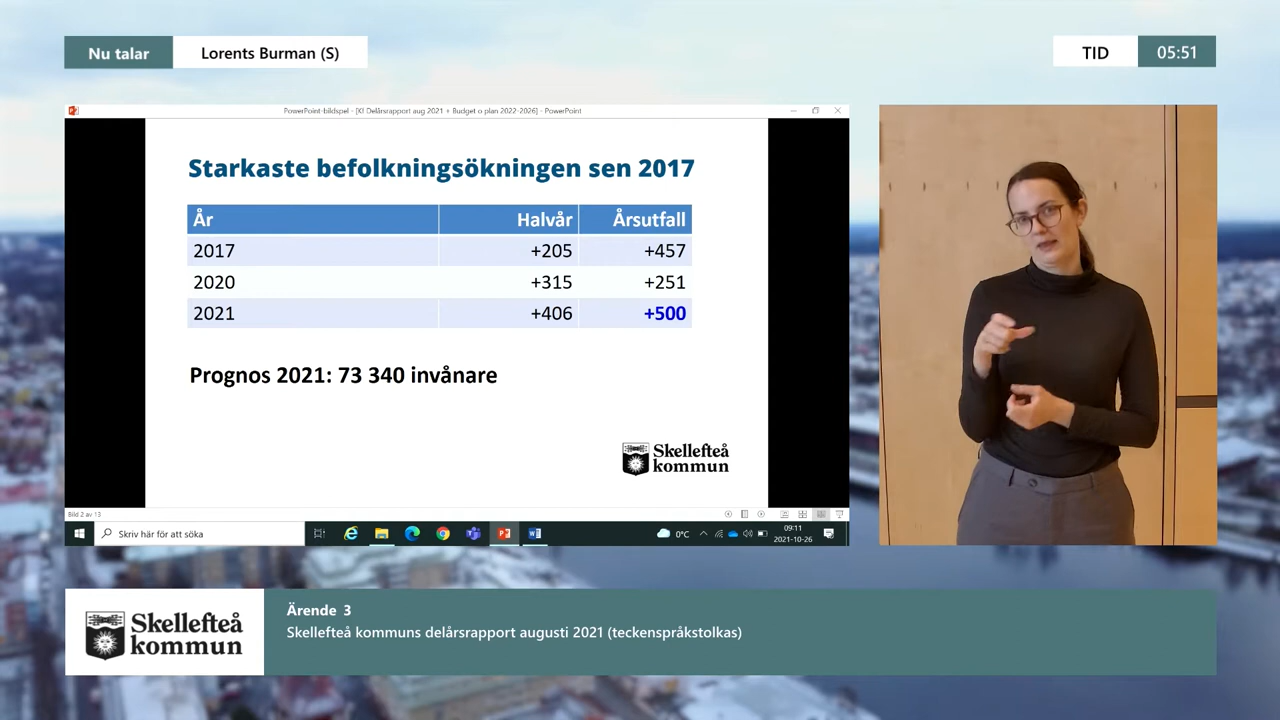 Nu talar
Lorents Burman (S)
TID
05:51
PowerPoint-bildspel - [KF Delårsrapport aug 2021 + Budget o plan 2022-2026] - PowerPoint
Starkaste befolkningsökningen sen 2017
År Halvår Årsutfall
2017 +205 +457
2020 +315 +251
2021 +406 +500
Prognos 2021: 73 340 invånare
Skellefteå
kommun
Bild 2 av 13
Skriv här för att söka
0°C
09:11
2021-10-26
Skellefteå
kommun
Ärende 3
Skellefteå kommuns delårsrapport augusti 2021 (teckenspråkstolkas)